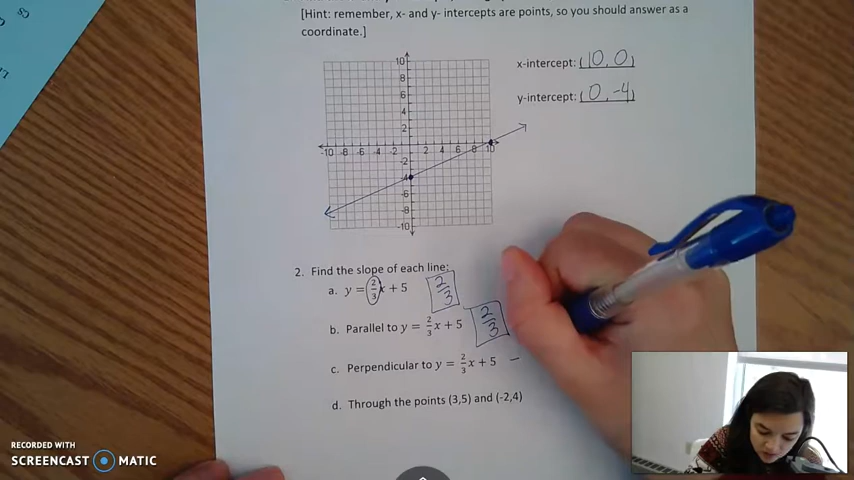 [Hint: remember, x- and y- intercepts are points, so you should answer as a
coordinate.]
x-intercept: (10, 0)
y-intercept: (0, -4)
10
8
6
4
2
-10 -8 -6 -4 -2 2 4 6 8 10
-2
-4
-6
-8
-10
2. Find the slope of each line:
a. y = 2/3 x + 5 2/3
b. Parallel to y = 2/3 x + 5 2/3
c. Perpendicular to y = 2/3 x + 5 –
d. Through the points (3,5) and (-2,4)
RECORDED WITH
SCREENCAST MATIC